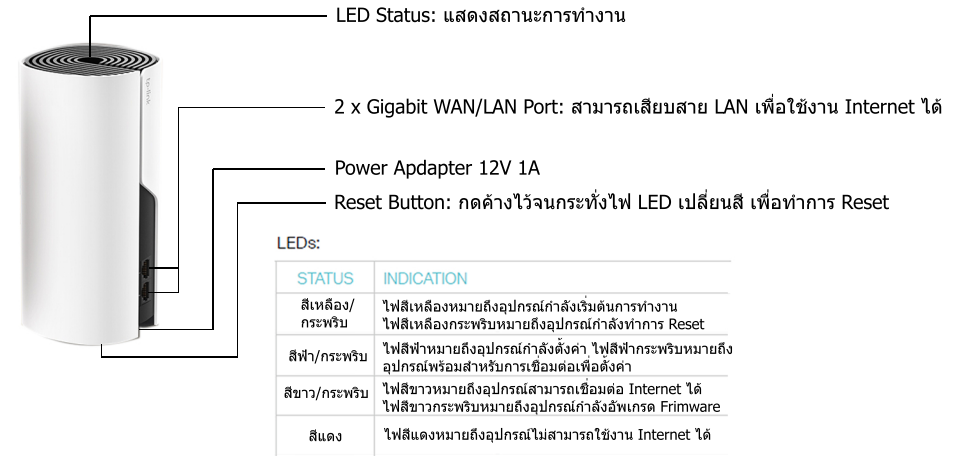 LED Status: แสดงสถานะการทำงาน
tp-link
2 x Gigabit WAN/LAN Port: สามารถเสียบสาย LAN เพื่อใช้งาน Internet ได้
Power Apdapter 12V 1A
Reset Button: กดค้างไว้จนกระทั่งไฟ LED เปลี่ยนสี เพื่อทำการ Reset
LEDs:
STATUS INDICATION
สีเหลือง/
กระพริบ
ไฟสีเหลืองหมายถึงอุปกรณ์กำลังเริ่มต้นการทำงาน
ไฟสีเหลืองกระพริบหมายถึงอุปกรณ์กำลังทำการ Reset
สีฟ้า/กระพริบ
ไฟสีฟ้าหมายถึงอุปกรณ์กำลังตั้งค่า ไฟสีฟ้ากระพริบหมายถึง
อุปกรณ์พร้อมสำหรับการเชื่อมต่อเพื่อตั้งค่า
สีขาว/กระพริบ
ไฟสีขาวหมายถึงอุปกรณ์สามารถเชื่อมต่อ Internet ได้
ไฟสีขาวกระพริบหมายถึงอุปกรณ์กำลังอัพเกรด Frimware
สีแดง
ไฟสีแดงหมายถึงอุปกรณ์ไม่สามารถใช้งาน Internet ได้